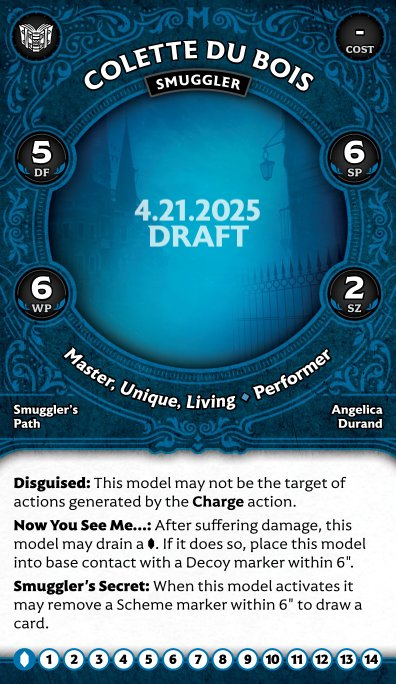 COLETTE DU BOIS
SMUGGLER
-
COST
5
DF
6
SP
4.21.2025
DRAFT
6
WP
2
SZ
Master, Unique, Living ◆ Performer
Smuggler's
Path
Angelica
Durand
Disguised: This model may not be the target of
actions generated by the Charge action.
Now You See Me...: After suffering damage, this
model may drain a ⬧. If it does so, place this model
into base contact with a Decoy marker within 6".
Smuggler's Secret: When this model activates it
may remove a Scheme marker within 6" to draw a
card.
1 2 3 4 5 6 7 8 9 10 11 12 13 14